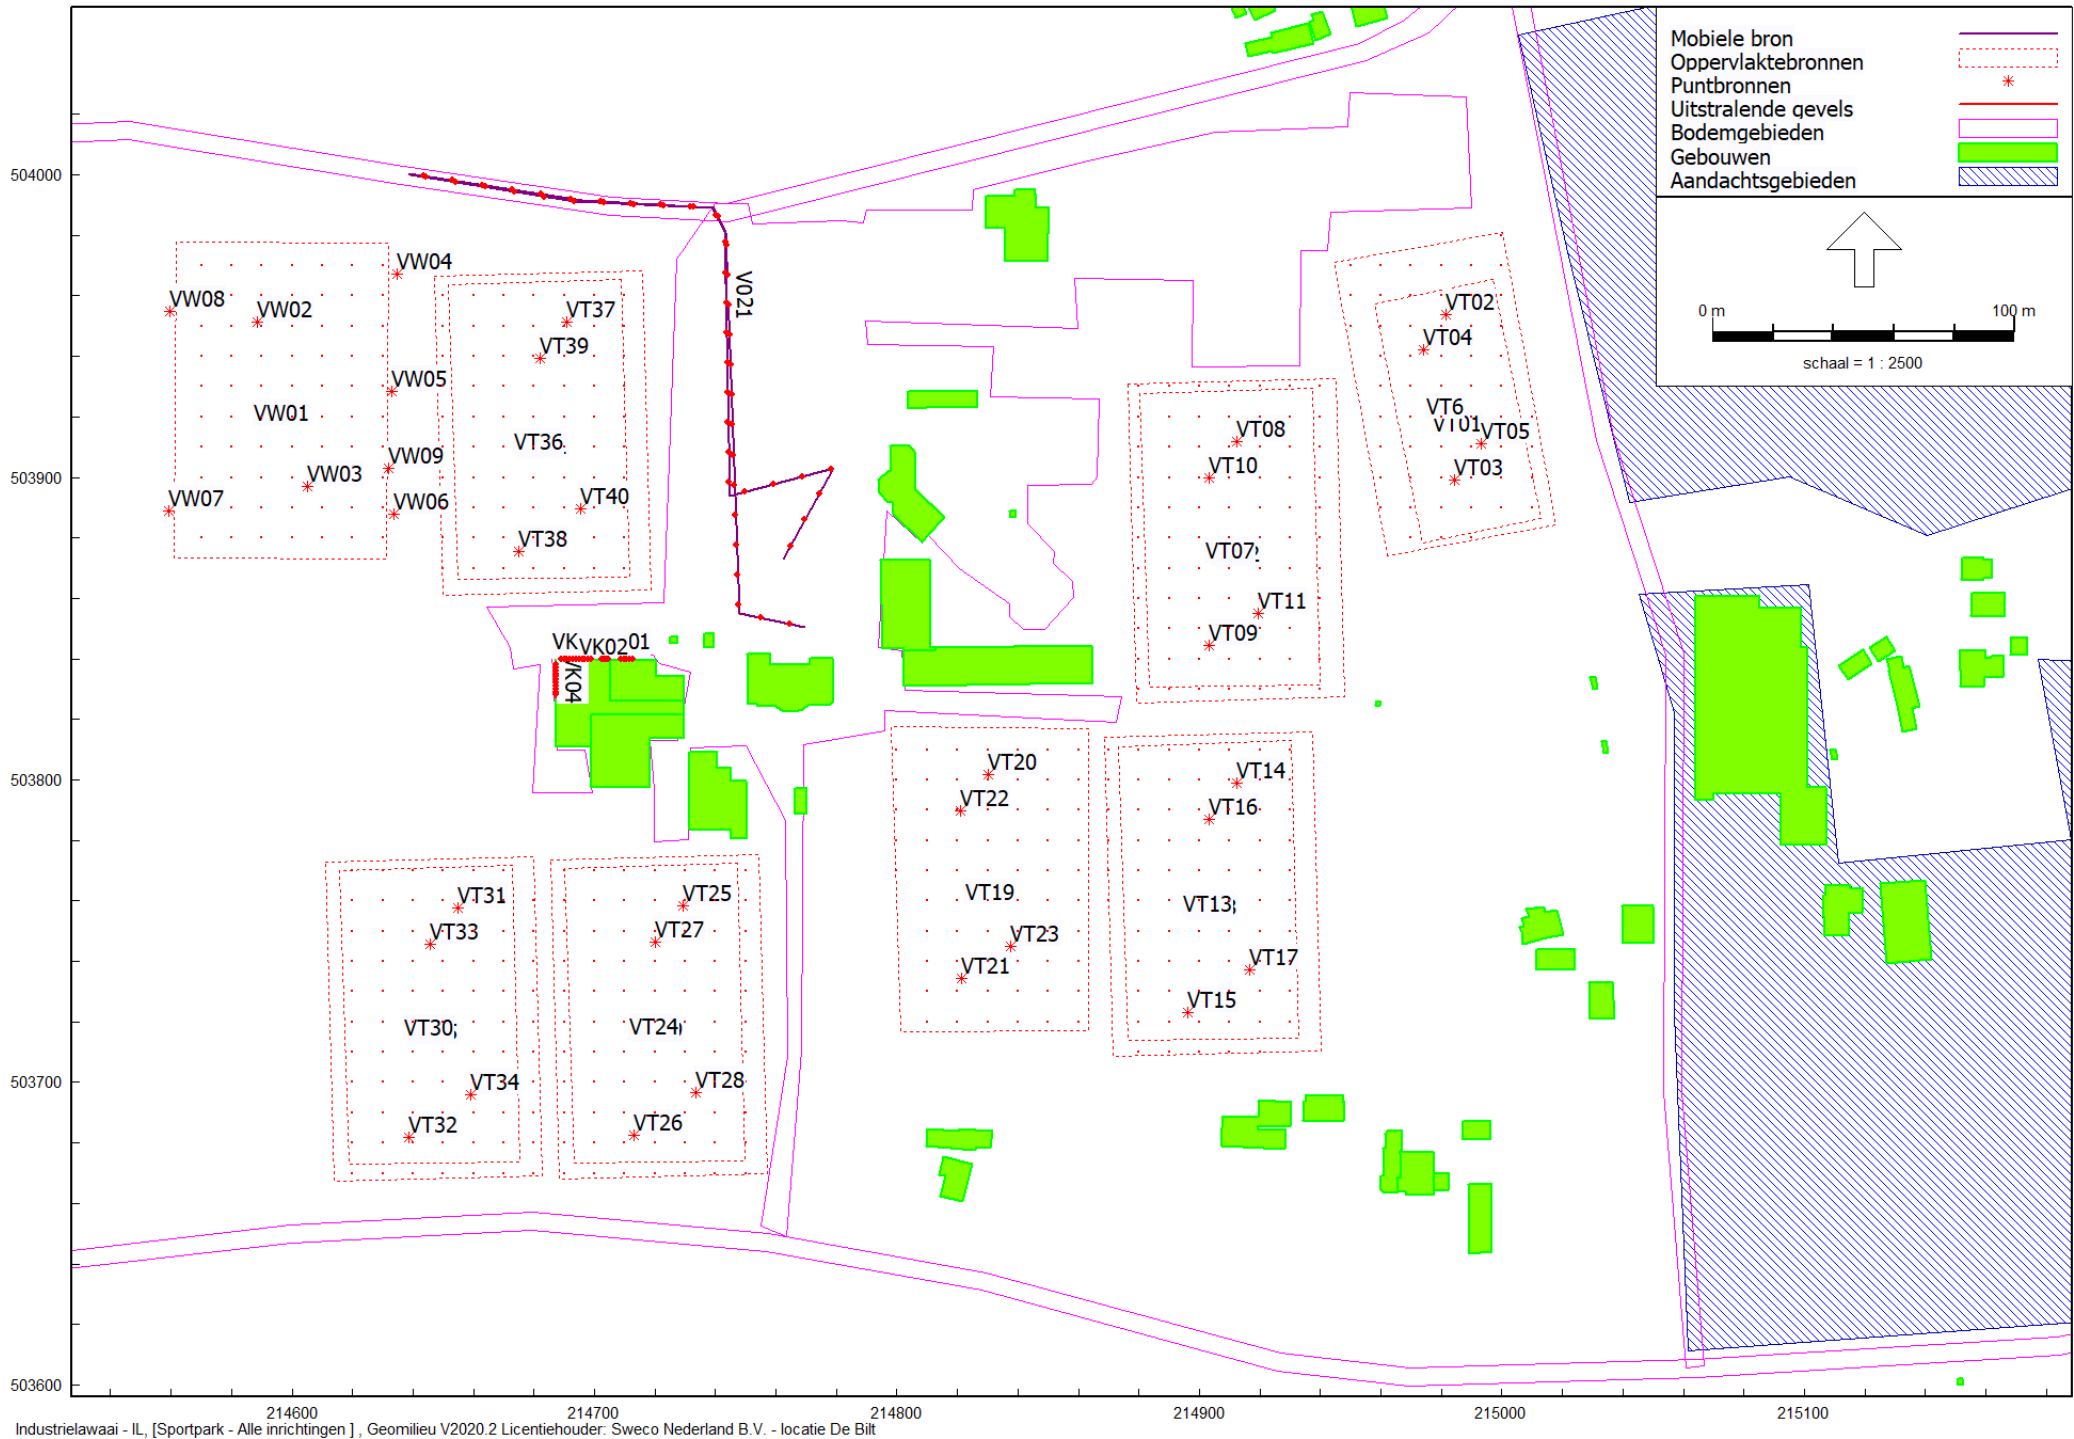 Mobiele bron
Oppervlaktebronnen
Puntbronnen
Uitstralende gevels
Bodemgebieden
Gebouwen
Aandachtsgebieden
0 m
100 m
schaal = 1 : 2500
504000
503900
503800
503700
503600
214600
214700
214800
214900
215000
215100
VW04
VW08
VW02
VW05
VW01
VW09
VW03
VW07
VW06
VT37
VT39
VT36
VT40
VT38
V021
VT02
VT04
VT6
VT01
VT05
VT03
VT08
VT10
VT07
VT11
VT09
VK
VK02
01
VK04
VT20
VT22
VT19
VT23
VT21
VT14
VT16
VT13
VT17
VT15
VT31
VT33
VT30
VT34
VT32
VT25
VT27
VT24
VT28
VT26
Industrielawaai - IL, [Sportpark - Alle inrichtingen ] , Geomilieu V2020.2 Licentiehouder: Sweco Nederland B.V. - locatie De Bilt